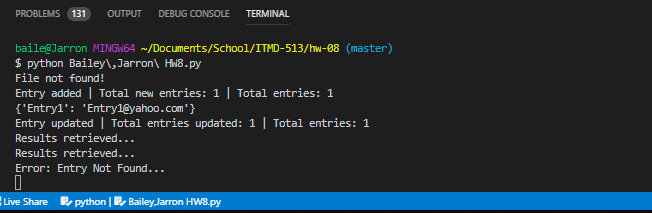 PROBLEMS 131 OUTPUT DEBUG CONSOLE TERMINAL
baile@Jarron MINGW64 ~/Documents/School/ITMD-513/hw-08 (master)
$ python Bailey\,Jarron\ HW8.py
File not found!
Entry added | Total new entries: 1 | Total entries: 1
{'Entry1': 'Entry1@yahoo.com'}
Entry updated | Total entries updated: 1 | Total entries: 1
Results retrieved...
Results retrieved...
Error: Entry Not Found...
Live Share python | Bailey,Jarron HW8.py